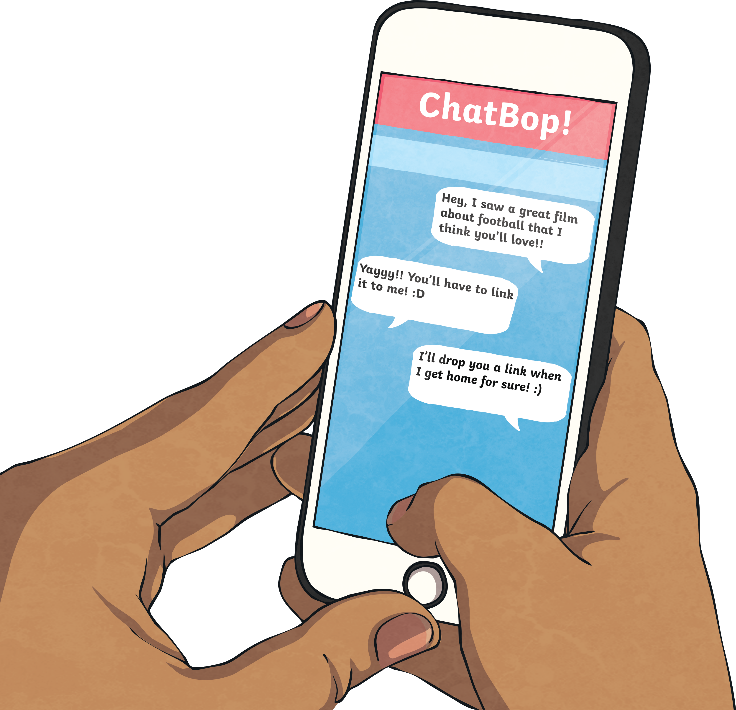 ChatBop!
Hey, I saw a great film
about football that I
think you'll love!!
Yayyy!! You'll have to link
it to me! :D
I'll drop you a link when
I get home for sure! :)